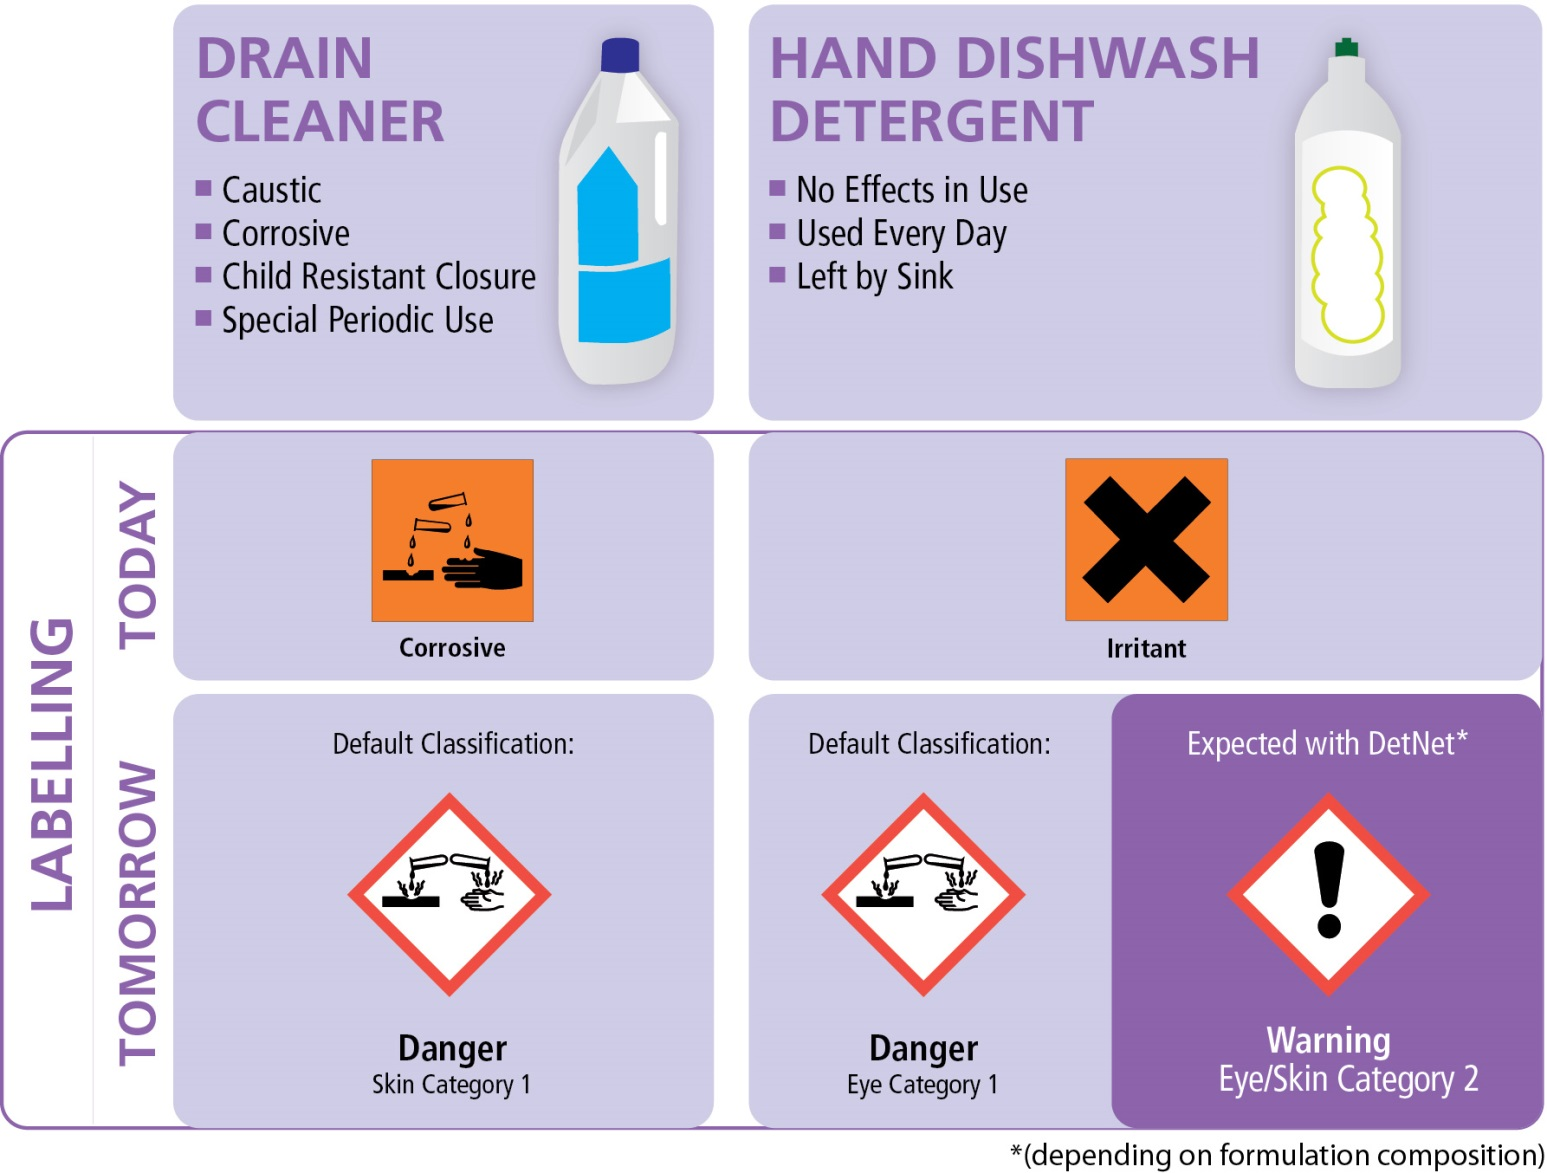 DRAIN
CLEANER
■ Caustic
■ Corrosive
■ Child Resistant Closure
■ Special Periodic Use
HAND DISHWASH
DETERGENT
■ No Effects in Use
■ Used Every Day
■ Left by Sink
LABELLING
TODAY
Corrosive
Irritant
TOMORROW
Default Classification:
Danger
Skin Category 1
Default Classification:
Danger
Eye Category 1
Expected with DetNet*
Warning
Eye/Skin Category 2
*(depending on formulation composition)